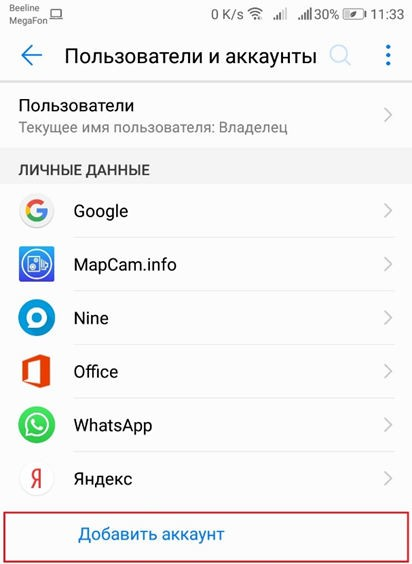 Beeline
MegaFon
0 K/s 30% 11:33
Пользователи и аккаунты
Пользователи
Текущее имя пользователя: Владелец
ЛИЧНЫЕ ДАННЫЕ
Google
MapCam.info
Nine
Office
WhatsApp
Яндекс
Добавить аккаунт